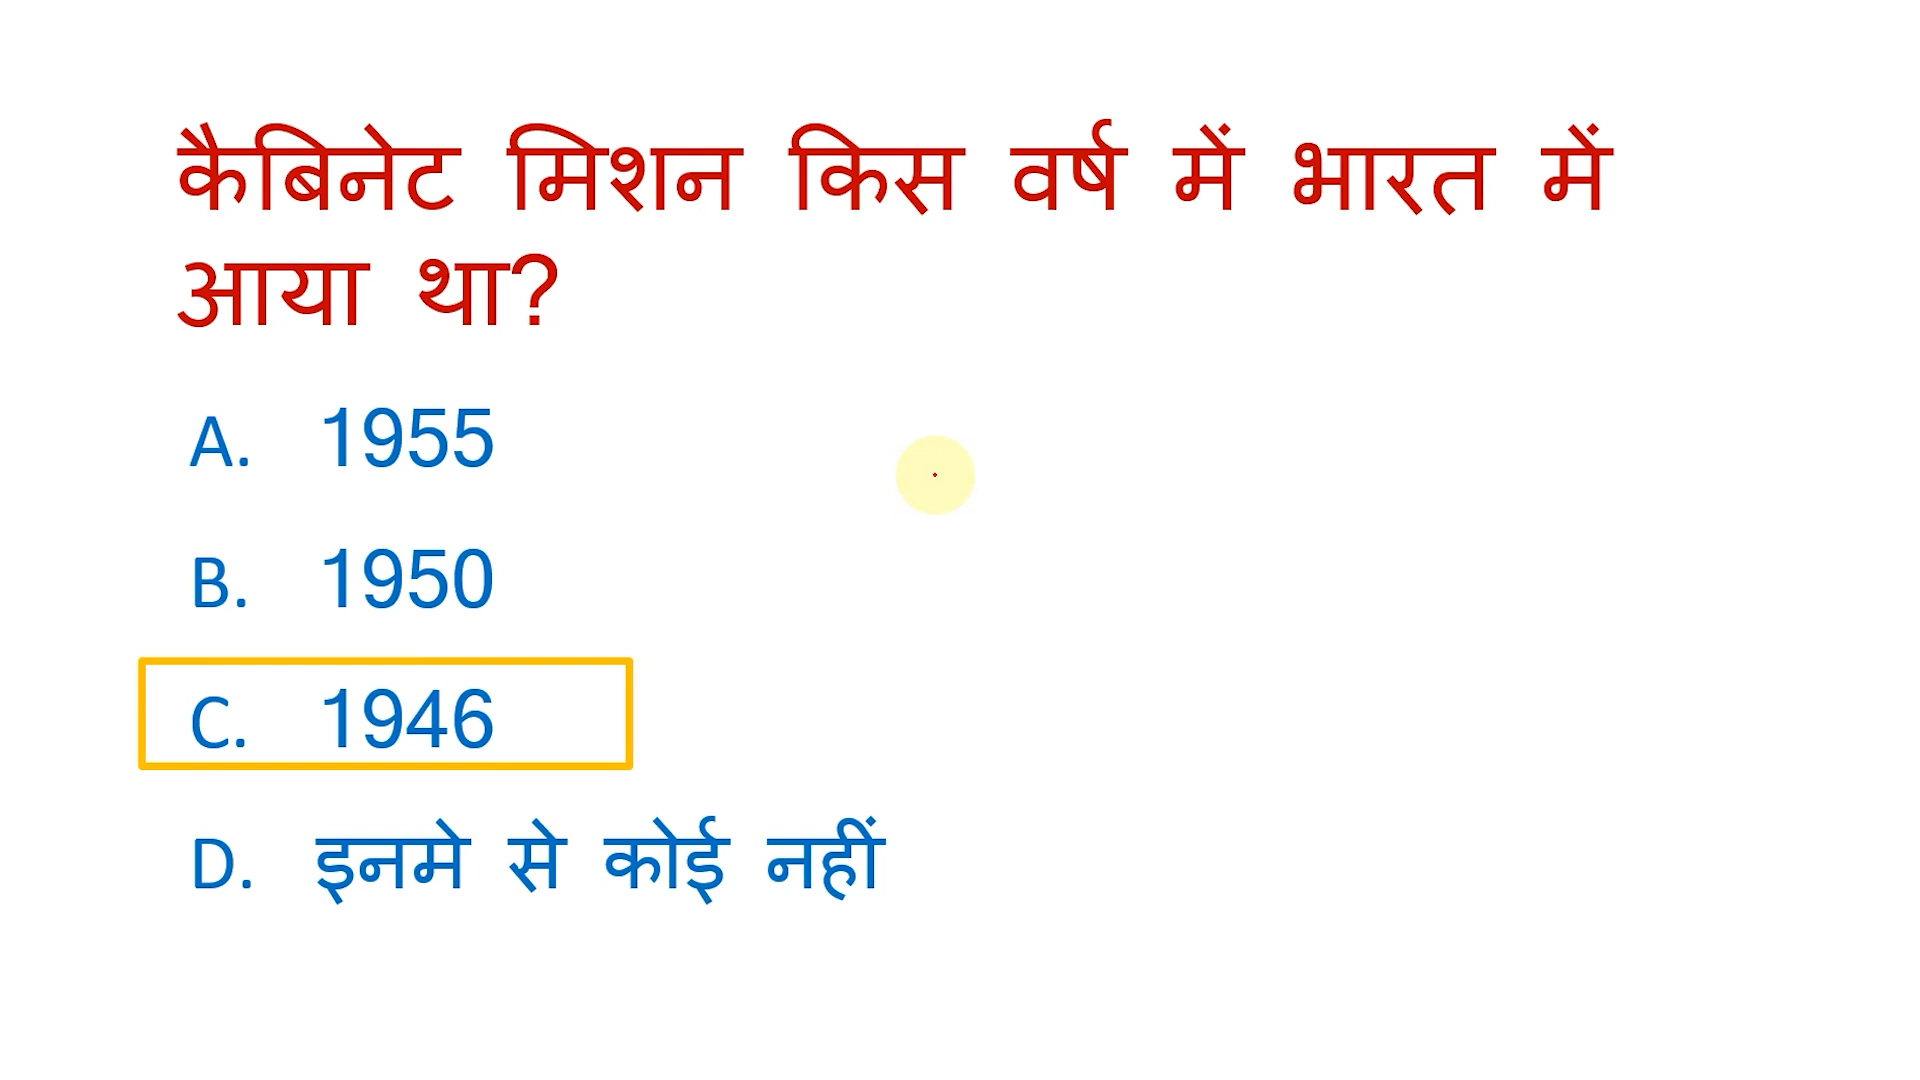 कैबिनेट मिशन किस वर्ष में भारत में
आया था?
A. 1955
B. 1950
C. 1946
D. इनमे से कोई नहीं